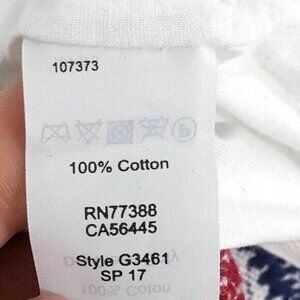 107373
100% Cotton
RN77388
CA56445
Style G3461
SP 17